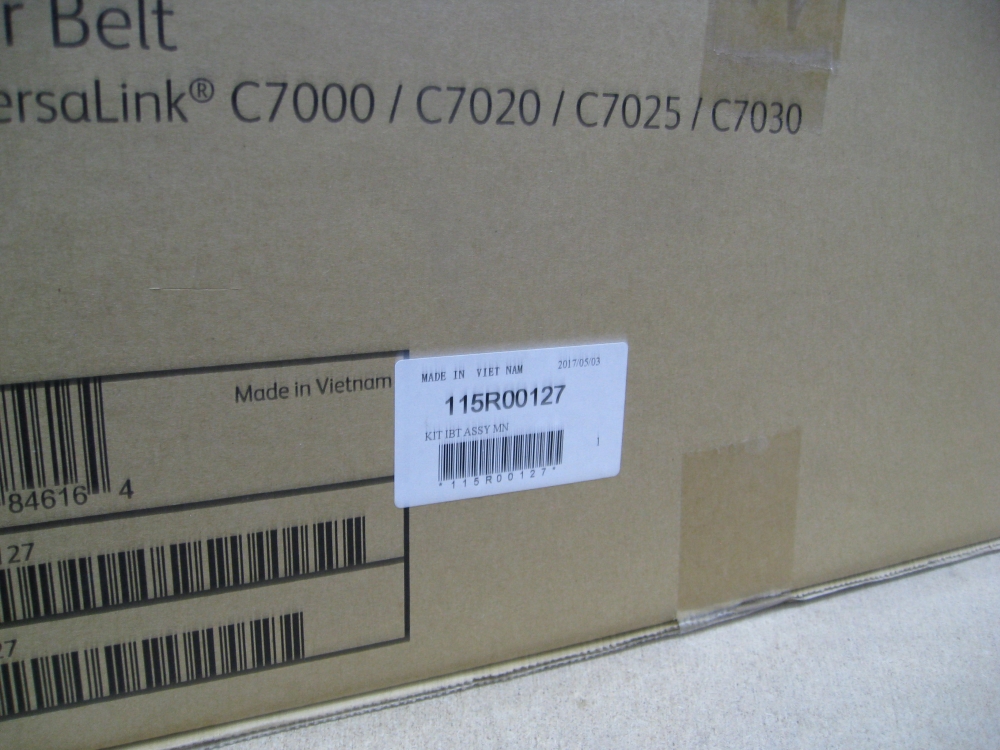 r Belt
ersaLink® C7000 / C7020 / C7025 / C7030
Made in Vietnam
84616 4
127
27
MADE IN VIET NAM 2017/05/03
115R00127
KIT IBT ASSY MN
1
*115R00127*